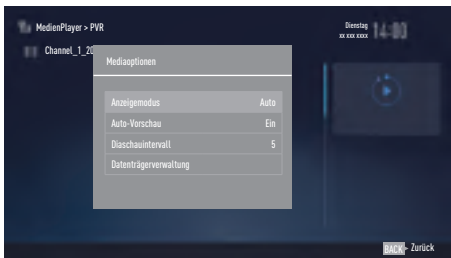 MedienPlayer > PVR
Dienstag
xx xxx xxxx
14:00
Channel_1_20
Mediaoptionen
Anzeigemodus Auto
Auto-Vorschau Ein
Diaschauintervall 5
Datenträgerverwaltung
BACK - Zurück